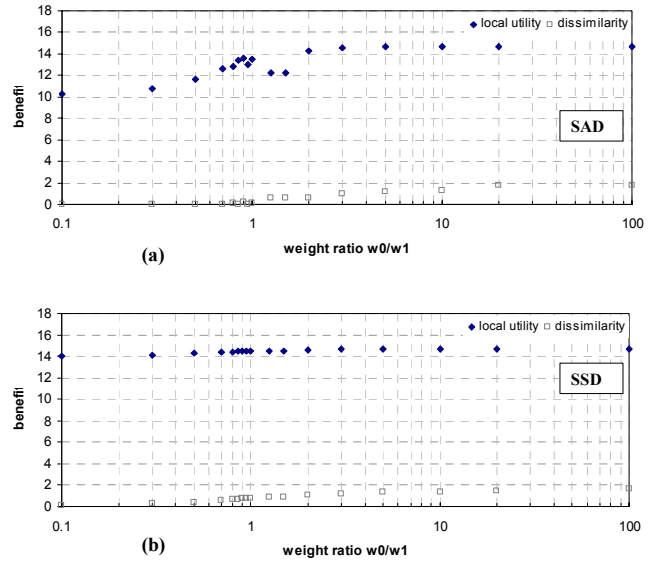 18
16
14
12
10
8
6
4
2
0
benefit
local utility dissimilarity
SAD
0.1 1 10 100
weight ratio w0/w1
(a)
18
16
14
12
10
8
6
4
2
0
benefit
local utility dissimilarity
SSD
0.1 1 10 100
weight ratio w0/w1
(b)